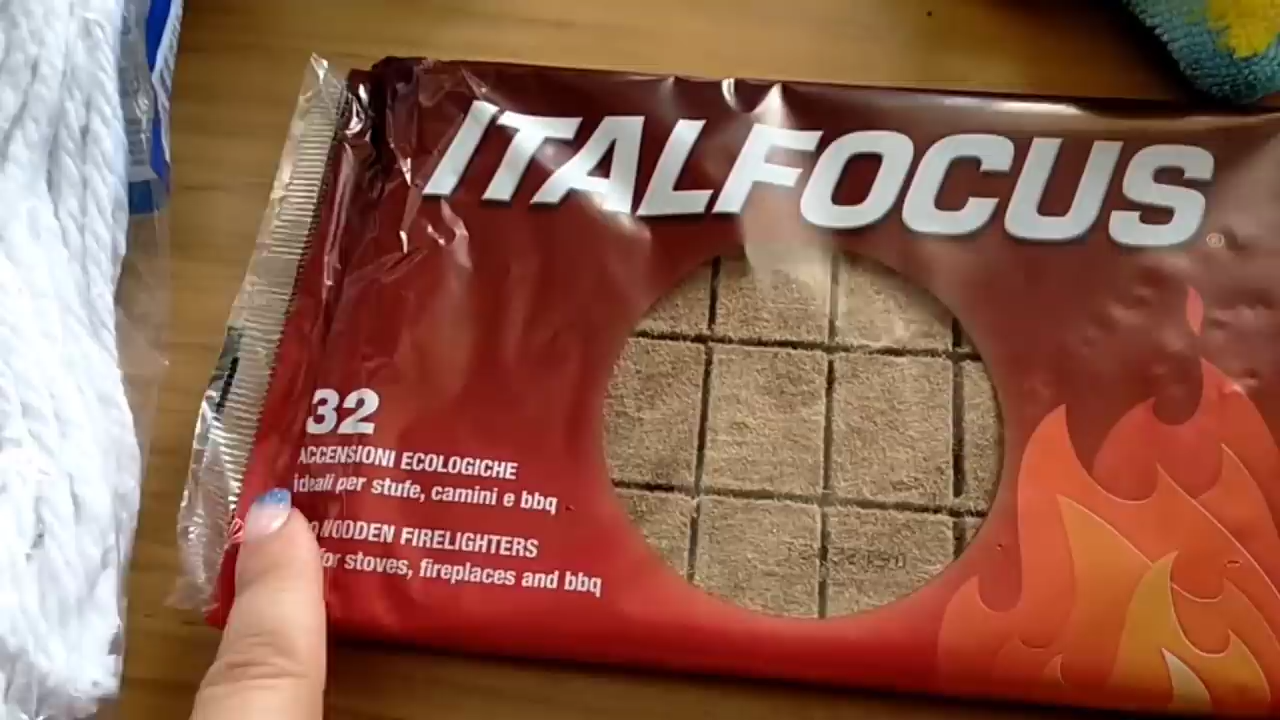 ITALFOCUS®
32
ACCENSIONI ECOLOGICHE
ideali per stufe, camini e bbq
WOODEN FIRELIGHTERS
for stoves, fireplaces and bbq